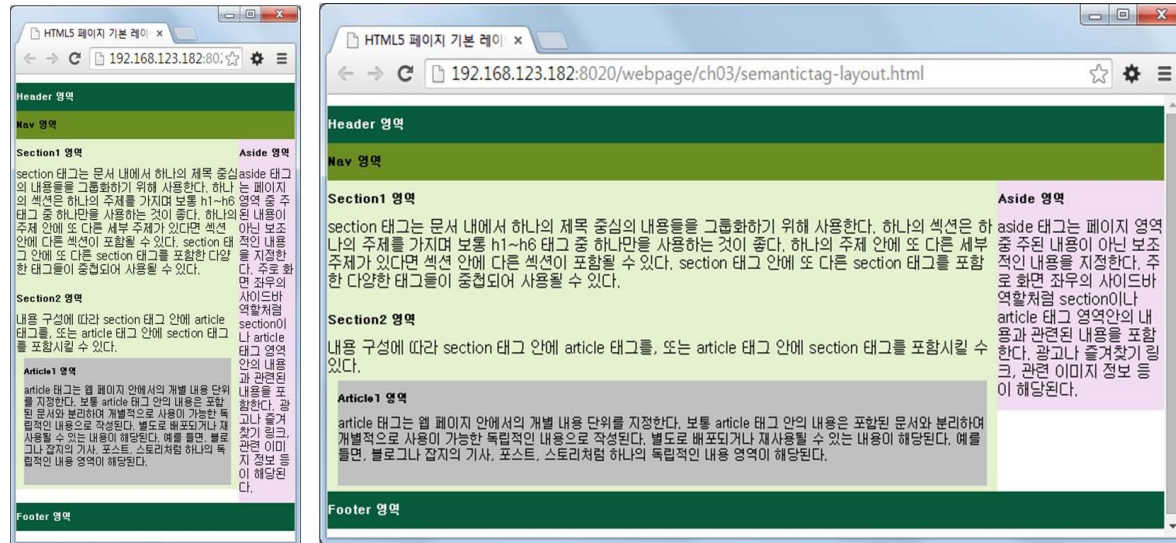 HTML5 페이지 기본 레이
192.168.123.182:802
Header 영역
Nav 영역
Section1 영역
section 태그는 문서 내에서 하나의 제목 중심
의 내용들을 그룹화하기 위해 사용한다. 하나
의 섹션은 하나의 주제를 가지며 보통 h1~h6
태그 중 하나만을 사용하는 것이 좋다. 하나의
주제 안에 또 다른 세부 주제가 있다면 섹션
안에 다른 섹션이 포함될 수 있다. section 태
그 안에 또 다른 section 태그를 포함한 다양
한 태그들이 중첩되어 사용될 수 있다.
Section2 영역
내용 구성에 따라 section 태그 안에 article
태그를, 또는 article 태그 안에 section 태그
를 포함시킬 수 있다.
Article1 영역
article 태그는 웹 페이지 안에서의 개별 내용 단위
를 지정한다. 보통 article 태그 안의 내용은 포함
된 문서와 분리하여 개별적으로 사용이 가능한 독
립적인 내용으로 작성된다. 별도로 배포되거나 재
사용될 수 있는 내용이 해당된다. 예를 들면, 블로
그나 잡지의 기사, 포스트, 스토리처럼 하나의 독
립적인 내용 영역이 해당된다.
Aside 영역
aside 태그
는 페이지
영역 중 주
된 내용이
아닌 보조
적인 내용
을 지정한
다. 주로 화
면 좌우의
사이드바
역할처럼
section이
나 article
태그 영역
안의 내용
과 관련된
내용을 포
함한다. 광
고나 즐겨
찾기 링크,
관련 이미
지 정보 등
이 해당된
다.
Footer 영역
HTML5 페이지 기본 레이
192.168.123.182:8020/webpage/ch03/semantictag-layout.html
Header 영역
Nav 영역
Section1 영역
section 태그는 문서 내에서 하나의 제목 중심의 내용들을 그룹화하기 위해 사용한다. 하나의 섹션은 하
나의 주제를 가지며 보통 h1~h6 태그 중 하나만을 사용하는 것이 좋다. 하나의 주제 안에 또 다른 세부
주제가 있다면 섹션 안에 다른 섹션이 포함될 수 있다. section 태그 안에 또 다른 section 태그를 포함
한 다양한 태그들이 중첩되어 사용될 수 있다.
Section2 영역
내용 구성에 따라 section 태그 안에 article 태그를, 또는 article 태그 안에 section 태그를 포함시킬 수
있다.
Article1 영역
article 태그는 웹 페이지 안에서의 개별 내용 단위를 지정한다. 보통 article 태그 안의 내용은 포함된 문서와 분리하여
개별적으로 사용이 가능한 독립적인 내용으로 작성된다. 별도로 배포되거나 재사용될 수 있는 내용이 해당된다. 예를
들면, 블로그나 잡지의 기사, 포스트, 스토리처럼 하나의 독립적인 내용 영역이 해당된다.
Aside 영역
aside 태그는 페이지 영역
중 주된 내용이 아닌 보조
적인 내용을 지정한다. 주
로 화면 좌우의 사이드바
역할처럼 section이나
article 태그 영역안의 내
용과 관련된 내용을 포함
한다. 광고나 즐겨찾기 링
크, 관련 이미지 정보 등
이 해당된다.
Footer 영역